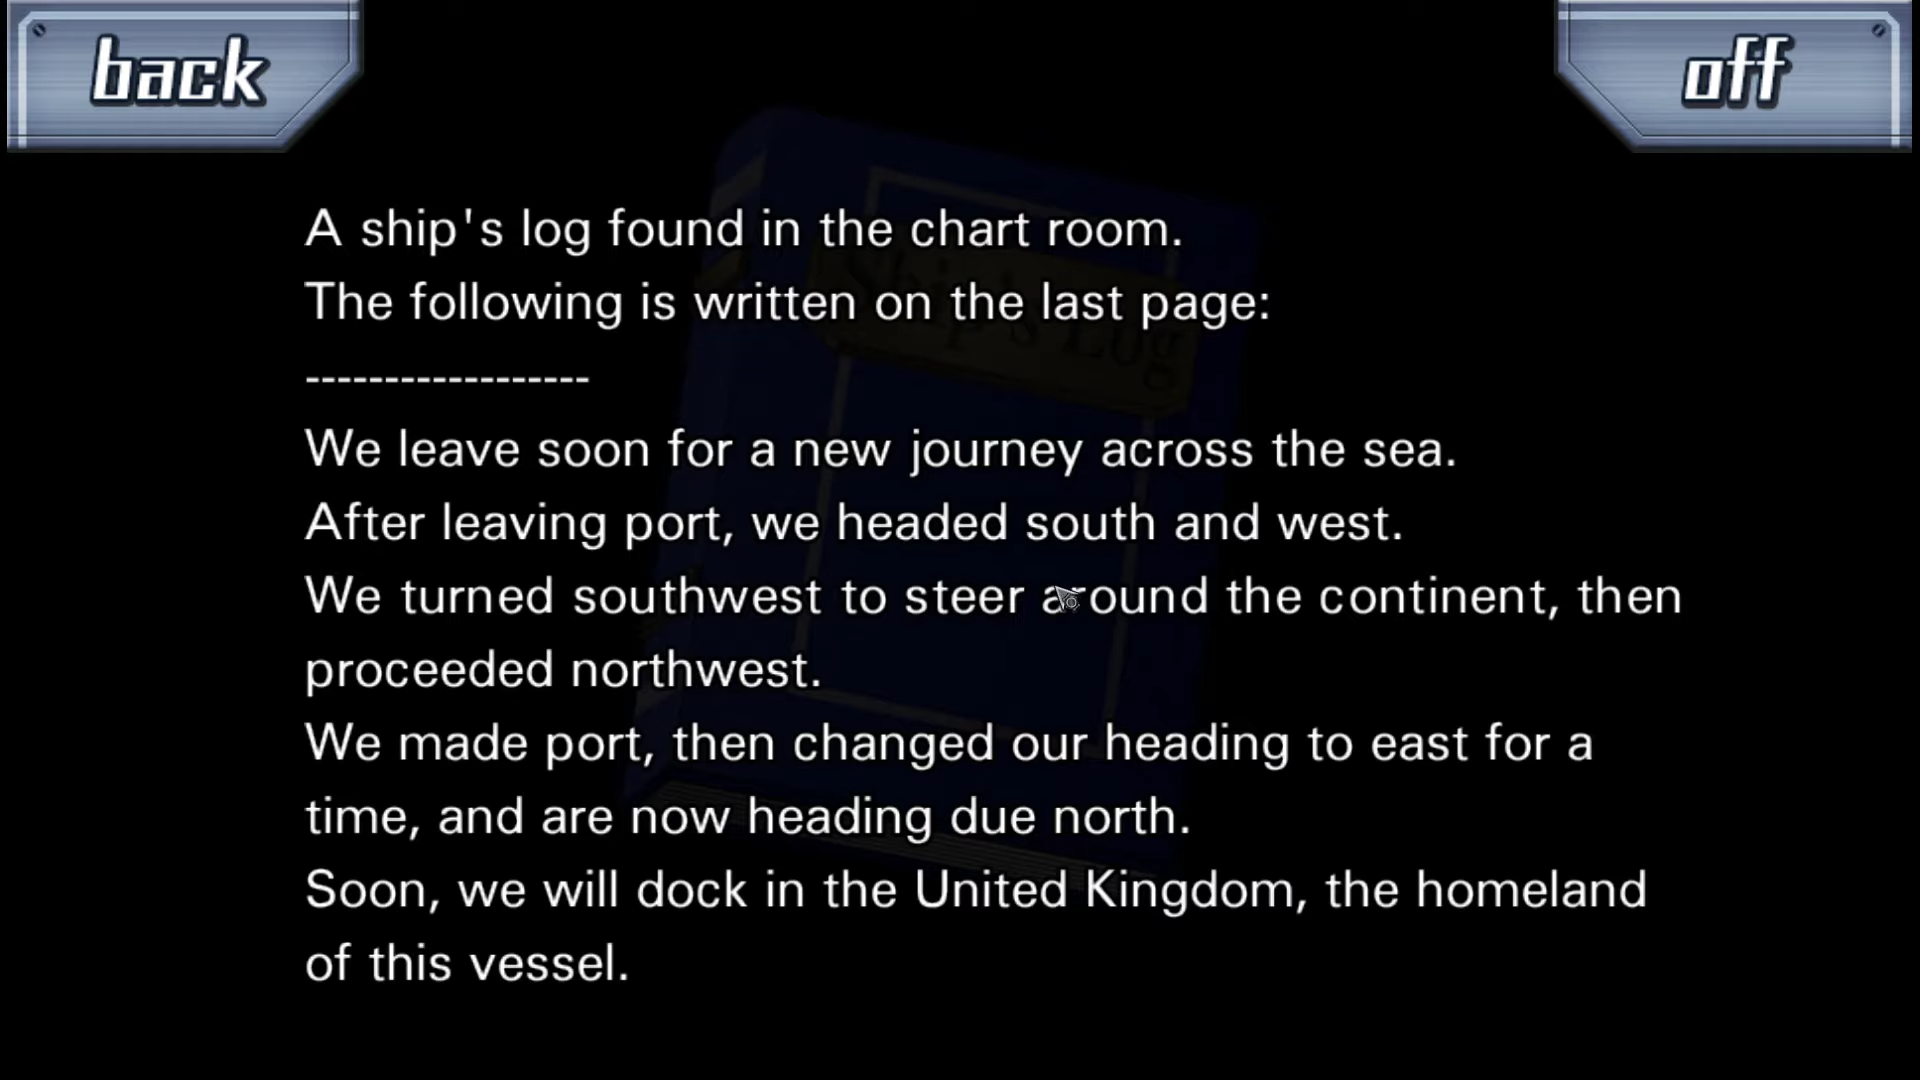 back
off
A ship's log found in the chart room.
The following is written on the last page:
------------------
We leave soon for a new journey across the sea.
After leaving port, we headed south and west.
We turned southwest to steer around the continent, then
proceeded northwest.
We made port, then changed our heading to east for a
time, and are now heading due north.
Soon, we will dock in the United Kingdom, the homeland
of this vessel.
Ship's Log